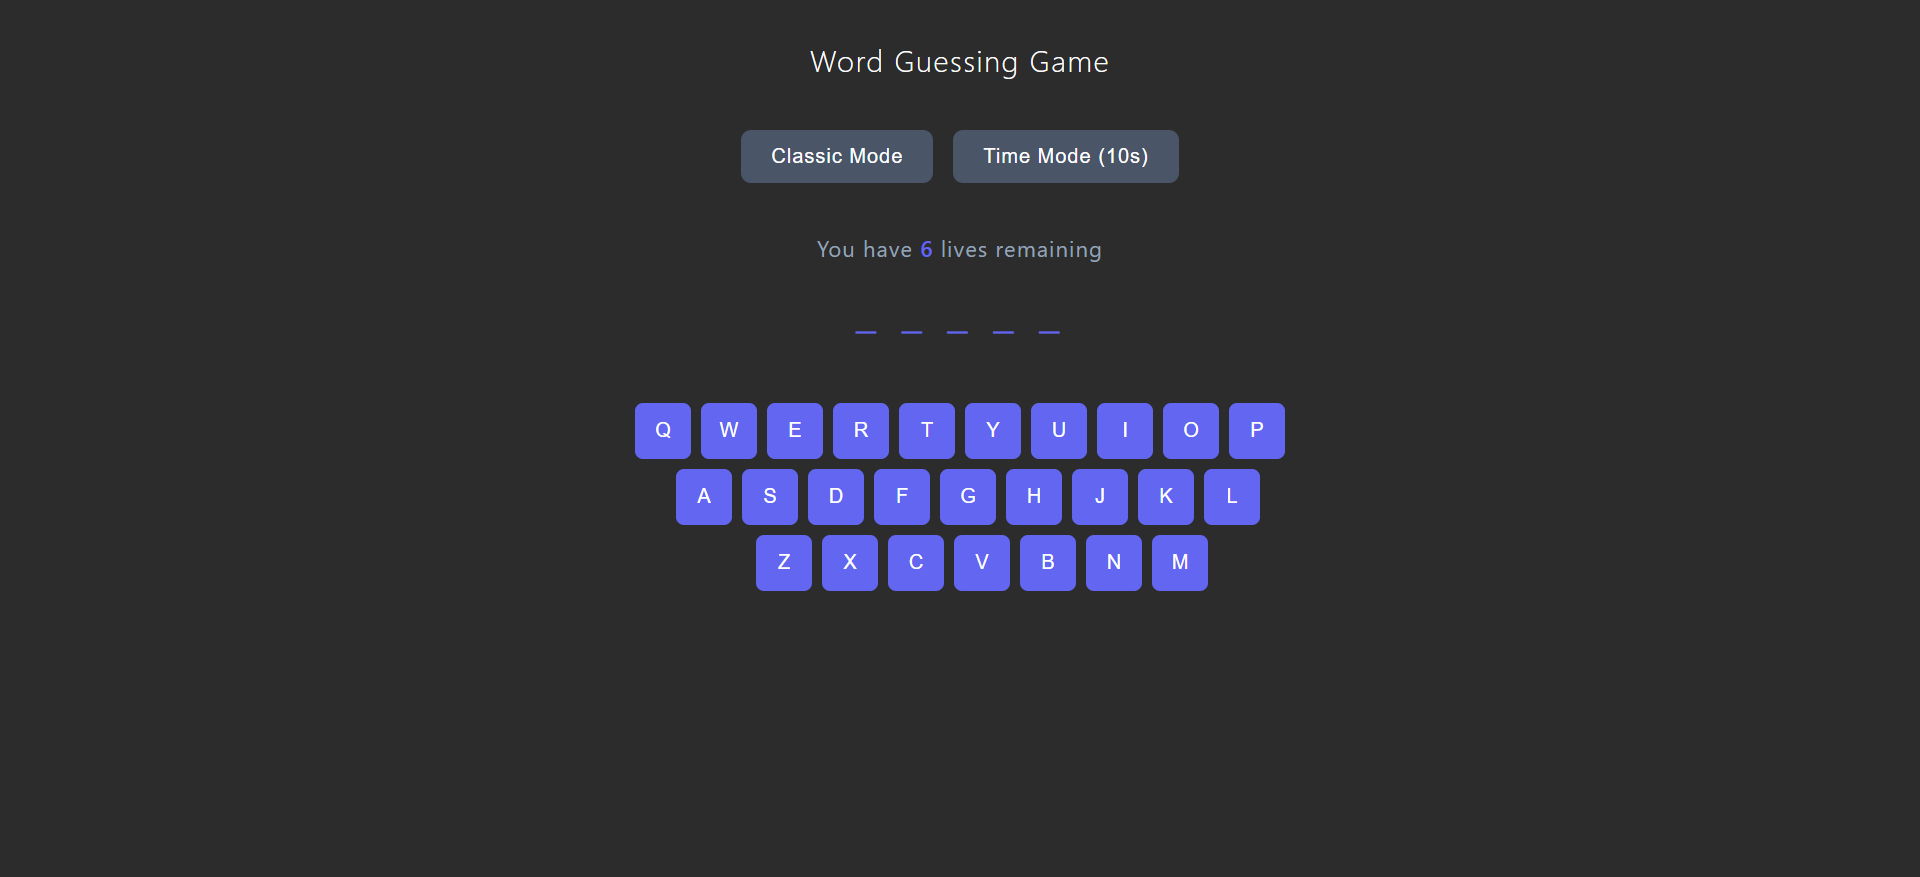 Word Guessing Game
Classic Mode Time Mode (10s)
You have 6 lives remaining
_ _ _ _ _
Q W E R T Y U I O P
A S D F G H J K L
Z X C V B N M